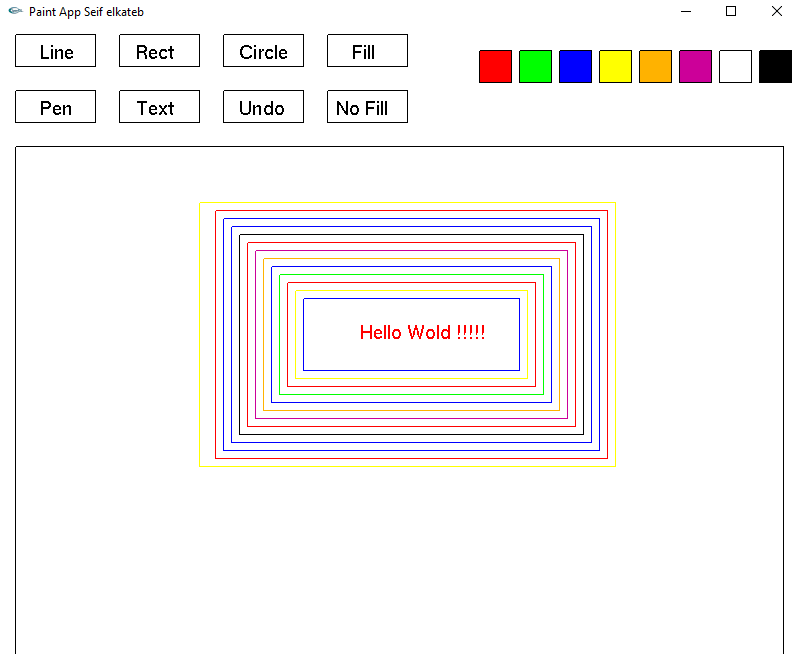 Paint App Seif elkateb
Line Rect Circle Fill
Pen Text Undo No Fill
Hello Wold !!!!!